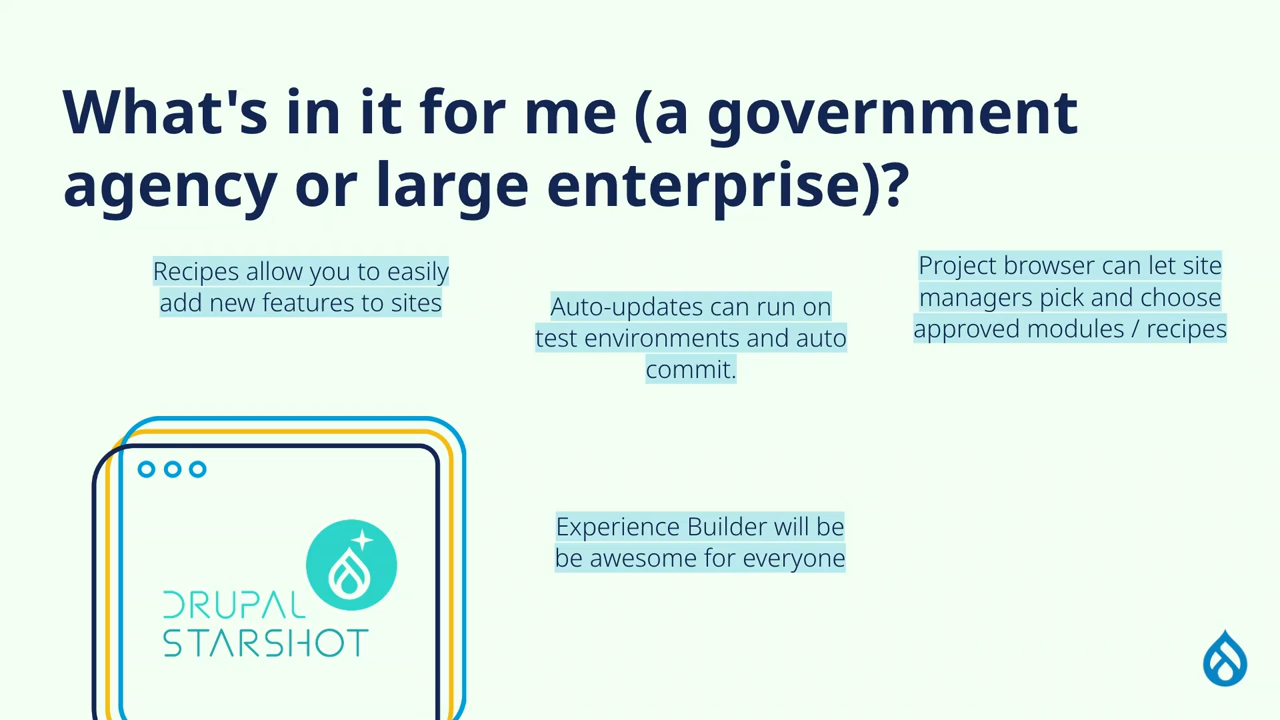 What's in it for me (a government
agency or large enterprise)?
Recipes allow you to easily
add new features to sites
Auto-updates can run on
test environments and auto
commit.
Project browser can let site
managers pick and choose
approved modules / recipes
Experience Builder will be
be awesome for everyone
DRUPAL
STARSHOT